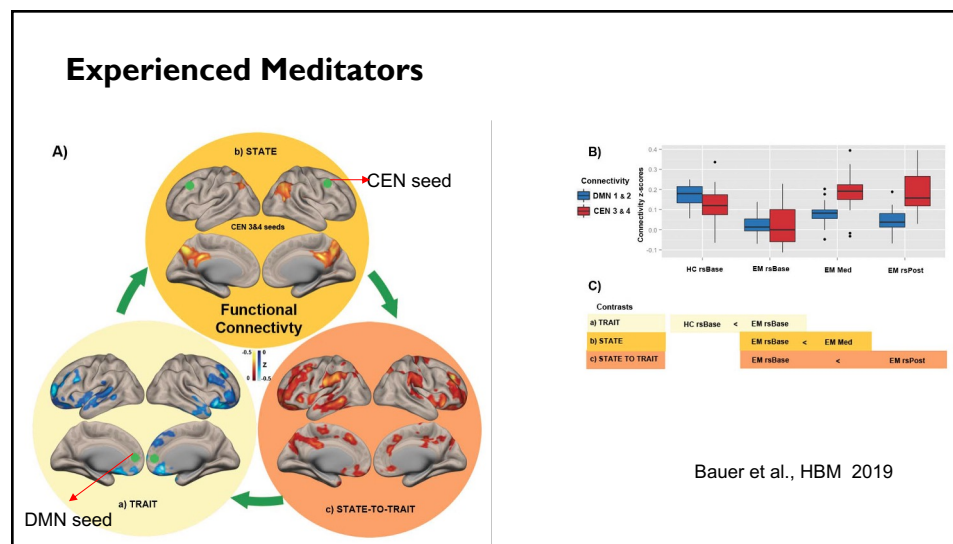 Experienced Meditators
A)
b) STATE
CEN seed
CEN 3&4 seeds
Functional
Connectivty
-0.5 0
Z
0 -0.5
a) TRAIT
DMN seed
c) STATE-TO-TRAIT
B)
Connectivity
DMN 1 & 2
CEN 3 & 4
Connectivity z-scores
0.4
0.3
0.2
0.1
0.0
-0.1
HC rsBase EM rsBase EM Med EM rsPost
C)
Contrasts
a) TRAIT HC rsBase < EM rsBase
b) STATE EM rsBase < EM Med
c) STATE TO TRAIT EM rsBase < EM rsPost
Bauer et al., HBM 2019